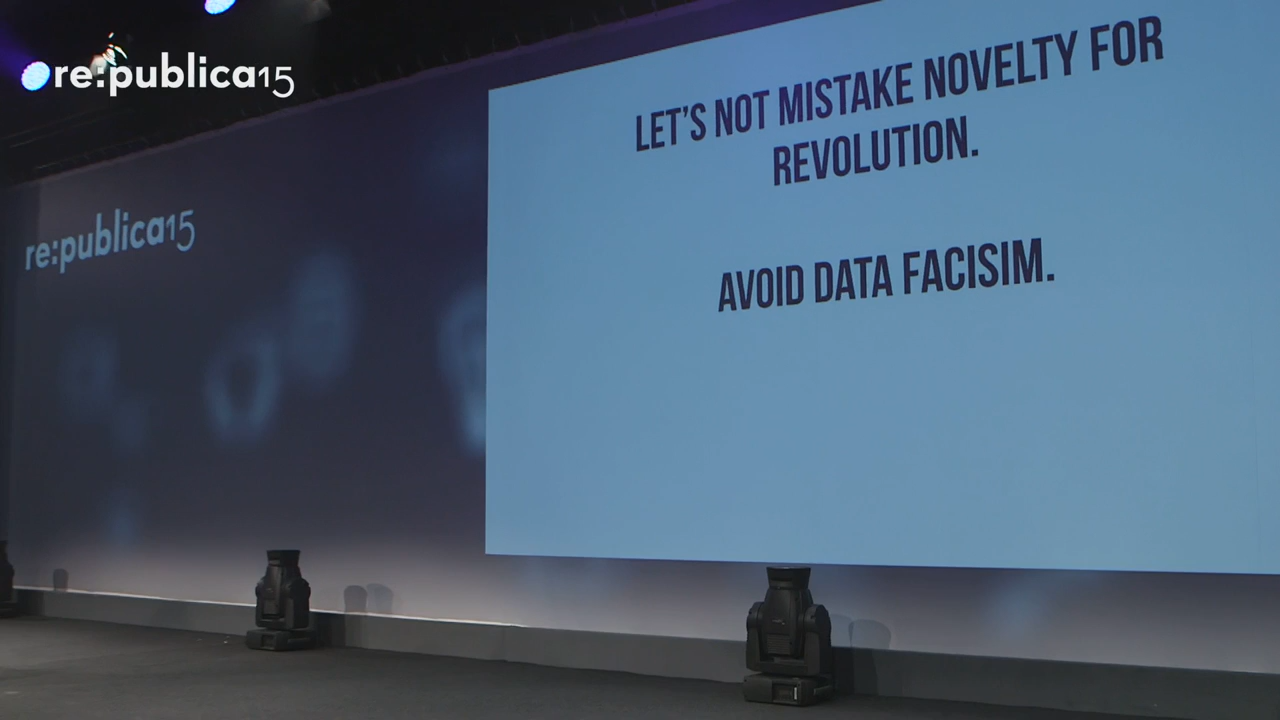 re:publica15
re:publica15
LET'S NOT MISTAKE NOVELTY FOR
REVOLUTION.
AVOID DATA FACISIM.